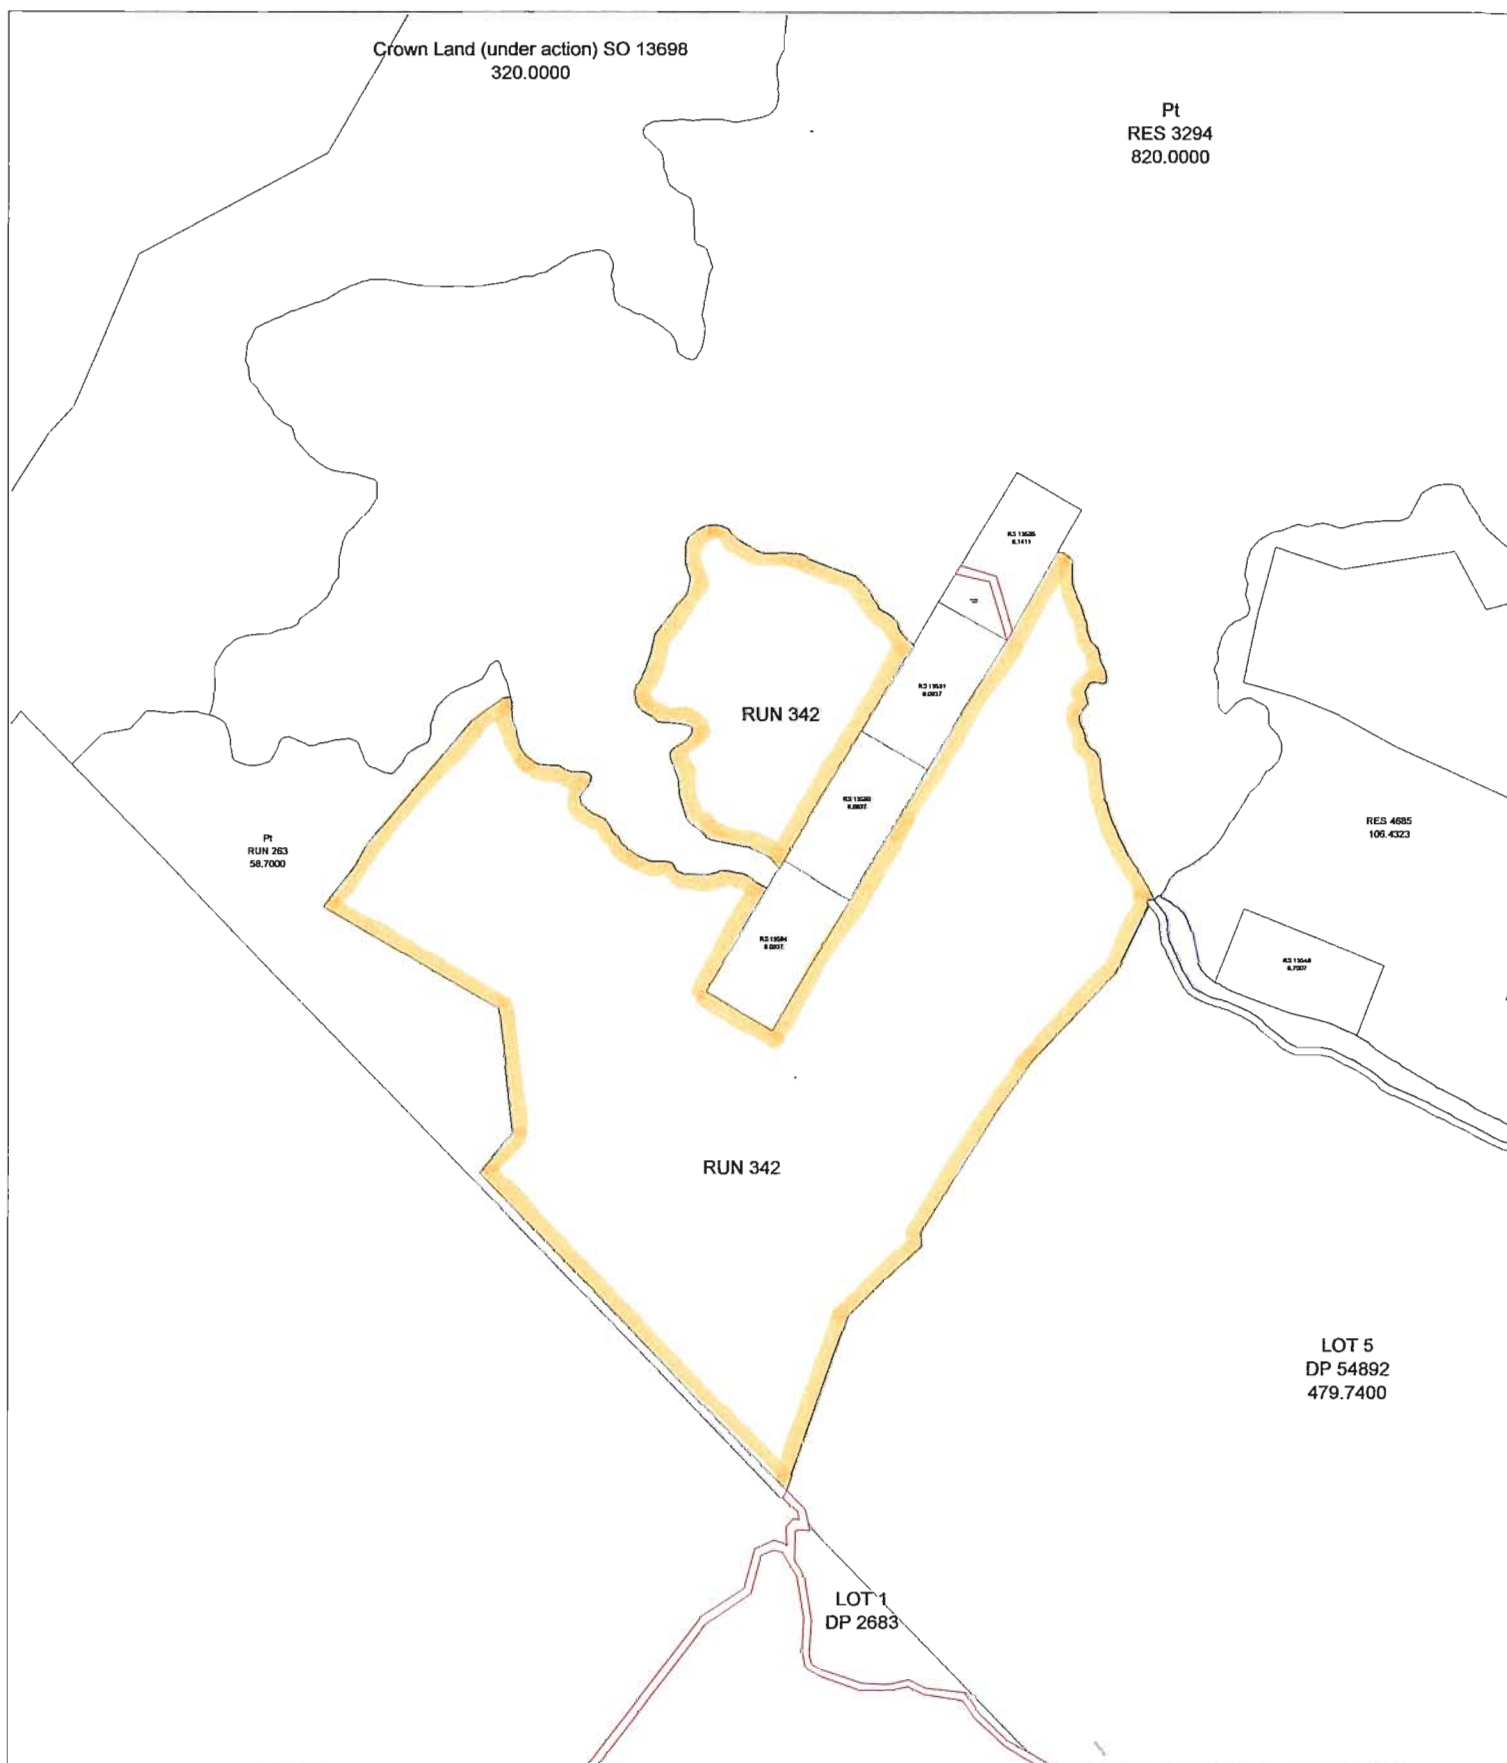 Crown Land (under action) SO 13698
320.0000
Pt
RES 3294
820.0000
RUN 342
Pt
RUN 263
58.7000
RES 4685
106.4323
RUN 342
LOT 5
DP 54892
479.7400
LOT 1
DP 2683